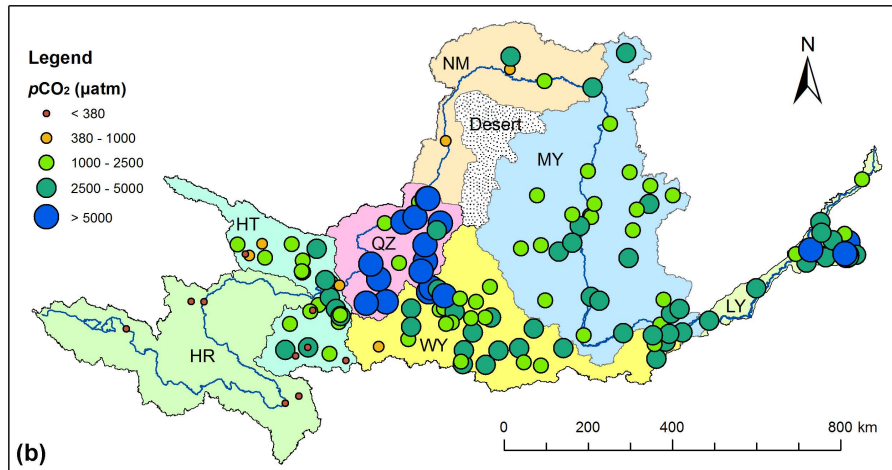 Legend
pCO₂ (µatm)
< 380
380 - 1000
1000 - 2500
2500 - 5000
> 5000
N
NM
Desert
MY
HT
QZ
HR
WY
LY
(b)
0 200 400 600 800 km